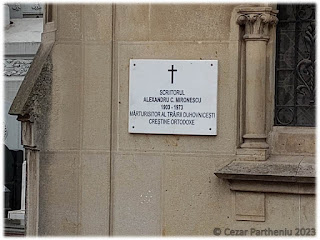 SCRIITORUL
ALEXANDRU C. MIRONESCU
1903 - 1973
MĂRTURISITOR AL TRĂIRII DUHOVNICEȘTI
CREȘTINE ORTODOXE
© Cezar Partheniu 2023